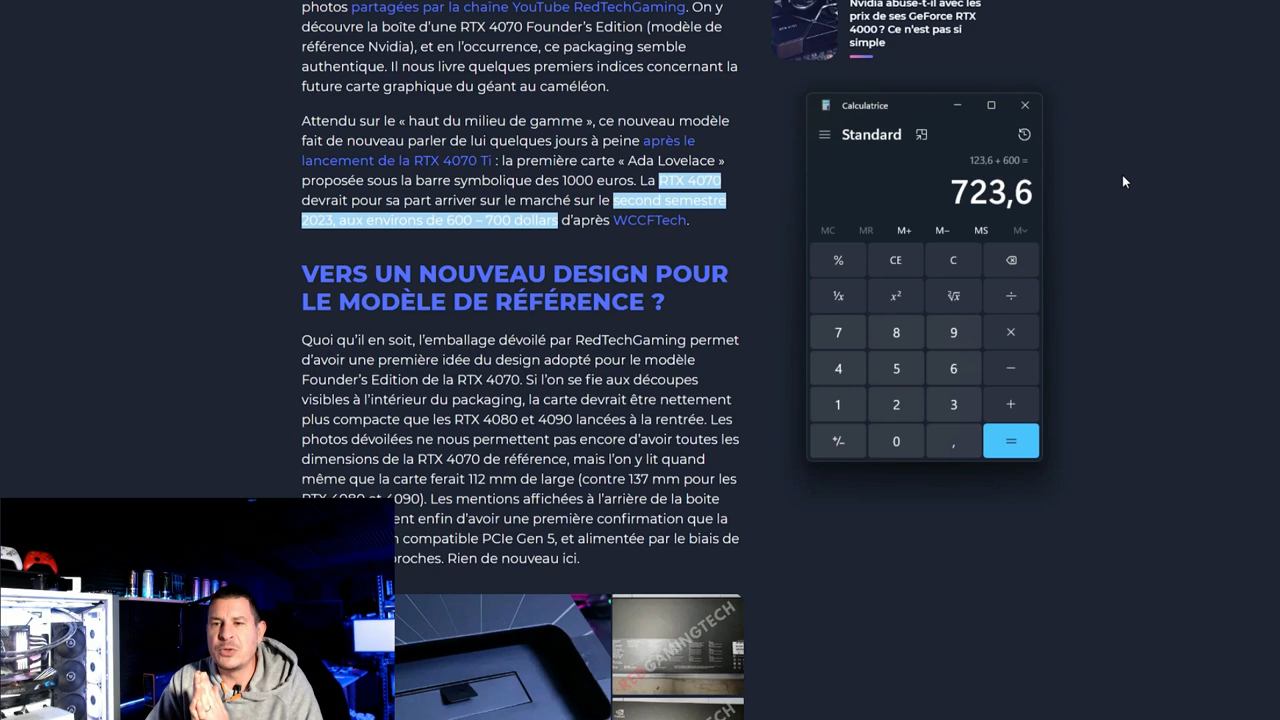 photos partagées par la chaîne YouTube RedTechGaming. On y
découvre la boîte d'une RTX 4070 Founder's Edition (modèle de
référence Nvidia), et en l'occurrence, ce packaging semble
authentique. Il nous livre quelques premiers indices concernant la
future carte graphique du géant au caméléon.
Attendu sur le « haut du milieu de gamme », ce nouveau modèle
fait de nouveau parler de lui quelques jours à peine après le
lancement de la RTX 4070 Ti : la première carte « Ada Lovelace »
proposée sous la barre symbolique des 1000 euros. La RTX 4070
devrait pour sa part arriver sur le marché sur le second semestre
2023, aux environs de 600 – 700 dollars d'après WCCFTech.
VERS UN NOUVEAU DESIGN POUR
LE MODÈLE DE RÉFÉRENCE ?
Quoi qu'il en soit, l'emballage dévoilé par RedTechGaming permet
d'avoir une première idée du design adopté pour le modèle
Founder's Edition de la RTX 4070. Si l'on se fie aux découpes
visibles à l'intérieur du packaging, la carte devrait être nettement
plus compacte que les RTX 4080 et 4090 lancées à la rentrée. Les
photos dévoilées ne nous permettent pas encore d'avoir toutes les
dimensions de la RTX 4070 de référence, mais l'on y lit quand
même que la carte ferait 112 mm de large (contre 137 mm pour les
RTX 4080 et 4090). Les mentions affichées à l'arrière de la boite
ent enfin d'avoir une première confirmation que la
n compatible PCIe Gen 5, et alimentée par le biais de
broches. Rien de nouveau ici.
Nvidia abuse-t-il avec les
prix de ses GeForce RTX
4000 ? Ce n'est pas si
simple
Calculatrice
Standard
123,6 + 600 =
723,6
MC MR M+ M− MS M
% CE C
1/x x² ²√x ÷
7 8 9 ×
4 5 6 −
1 2 3 +
+/− 0 , =
RED GAMINGTECH
GAMINGTECH